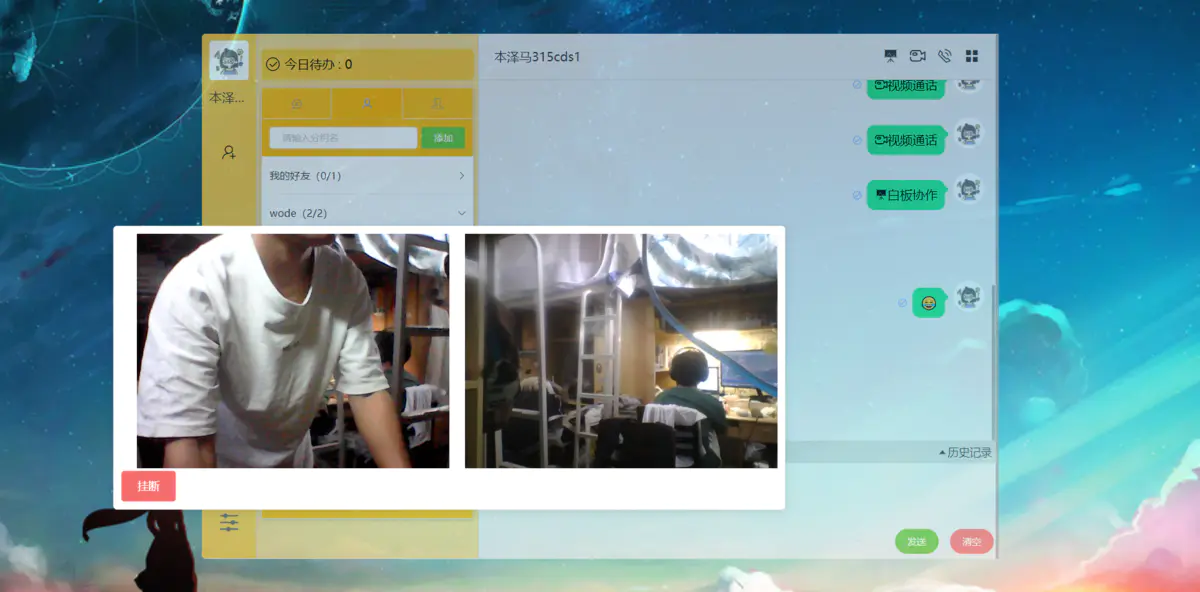 今日待办 : 0
本泽马315cds1
本泽...
请输入分组名
添加
我的好友（0/1）
wode（2/2）
视频通话
视频通话
白板协作
历史记录
挂断
发送
清空